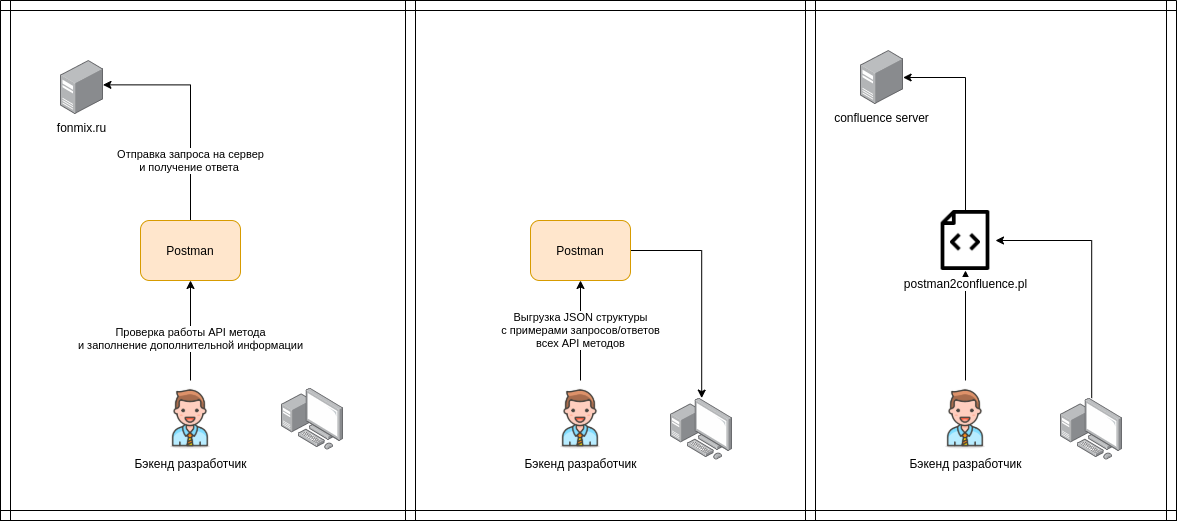 fonmix.ru
Отправка запроса на сервер
и получение ответа
Postman
Проверка работы API метода
и заполнение дополнительной информации
Бэкенд разработчик
Postman
Выгрузка JSON структуры
с примерами запросов/ответов
всех API методов
Бэкенд разработчик
confluence server
postman2confluence.pl
Бэкенд разработчик